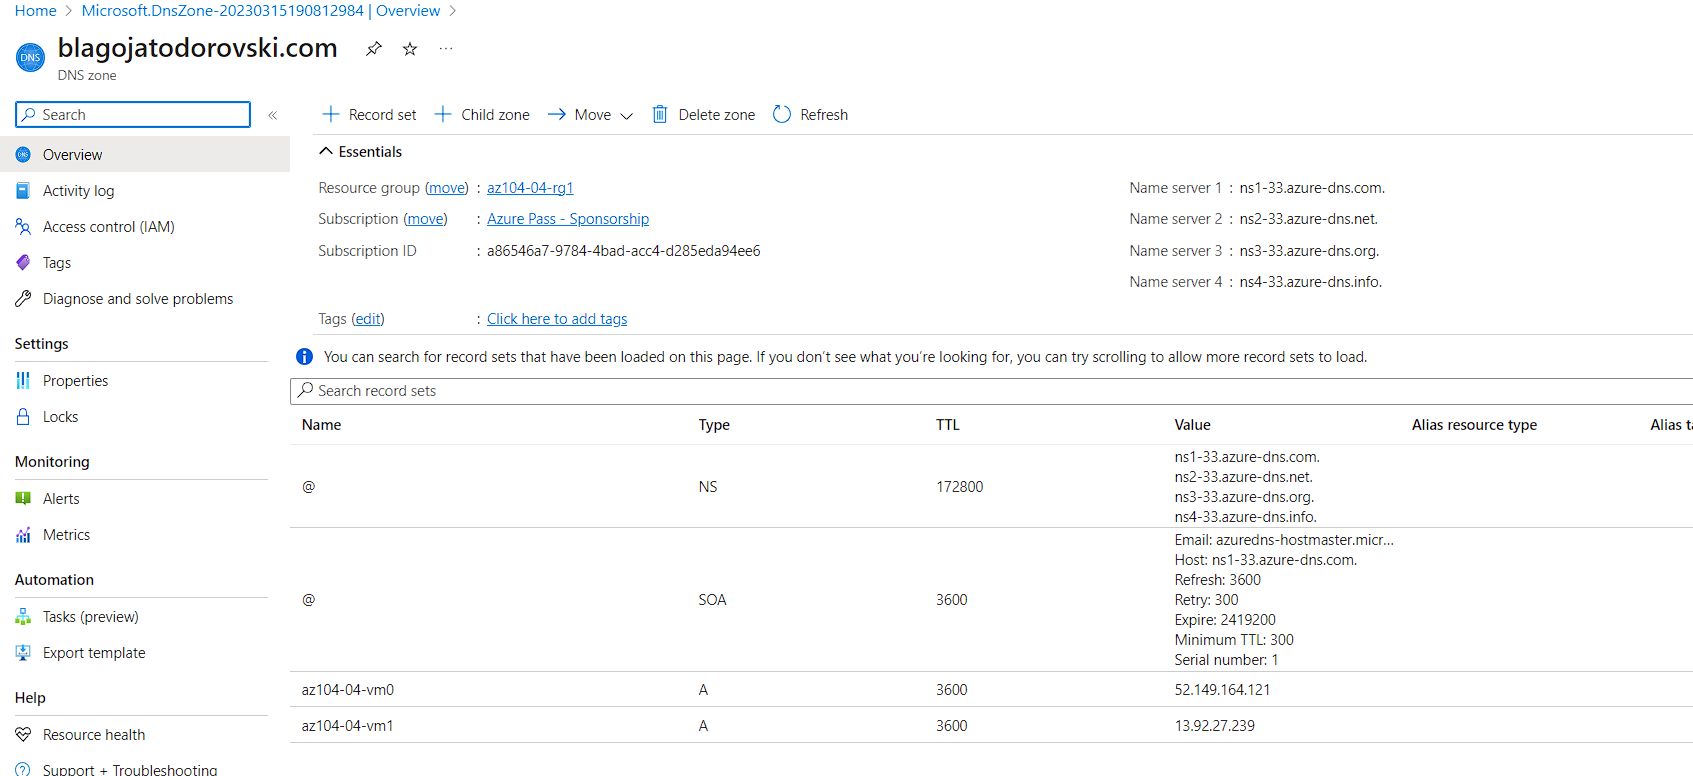 Home > Microsoft.DnsZone-20230315190812984 | Overview >
DNS
blagojatodorovski.com
DNS zone
Search
Overview
Activity log
Access control (IAM)
Tags
Diagnose and solve problems
Settings
Properties
Locks
Monitoring
Alerts
Metrics
Automation
Tasks (preview)
Export template
Help
Resource health
Support + Troubleshooting
Record set Child zone Move Delete zone Refresh
Essentials
Resource group (move) : az104-04-rg1
Subscription (move) : Azure Pass - Sponsorship
Subscription ID : a86546a7-9784-4bad-acc4-d285eda94ee6
Name server 1 : ns1-33.azure-dns.com.
Name server 2 : ns2-33.azure-dns.net.
Name server 3 : ns3-33.azure-dns.org.
Name server 4 : ns4-33.azure-dns.info.
Tags (edit) : Click here to add tags
You can search for record sets that have been loaded on this page. If you don't see what you're looking for, you can try scrolling to allow more record sets to load.
Search record sets
Name Type TTL Value Alias resource type Alias
@ NS 172800
ns1-33.azure-dns.com.
ns2-33.azure-dns.net.
ns3-33.azure-dns.org.
ns4-33.azure-dns.info.
@ SOA 3600
Email: azuredns-hostmaster.micr...
Host: ns1-33.azure-dns.com.
Refresh: 3600
Retry: 300
Expire: 2419200
Minimum TTL: 300
Serial number: 1
az104-04-vm0 A 3600 52.149.164.121
az104-04-vm1 A 3600 13.92.27.239